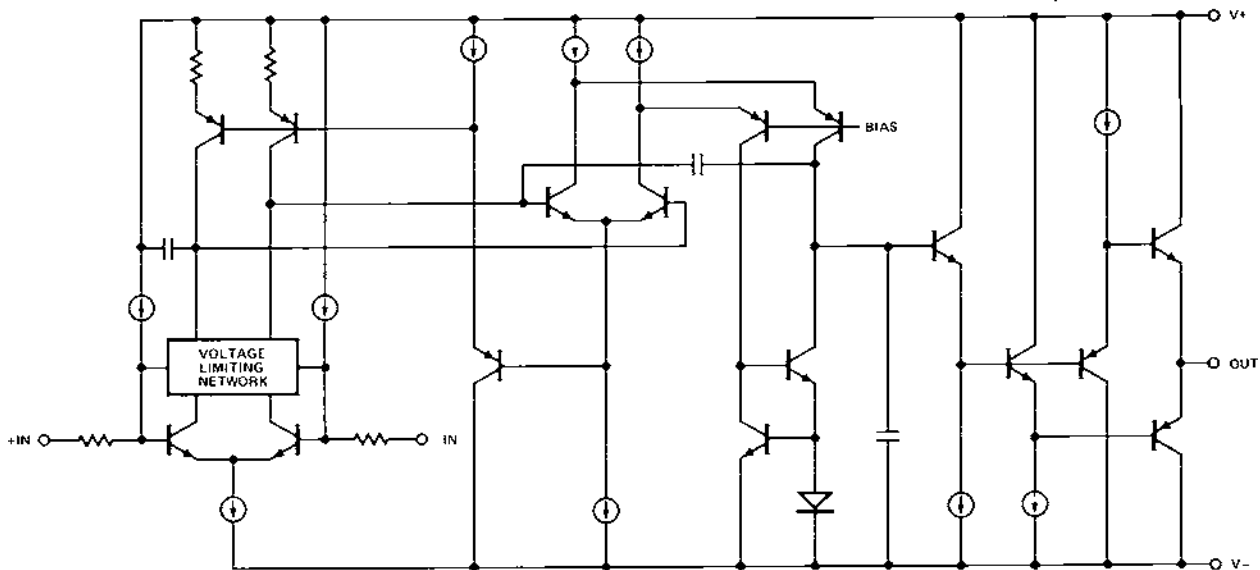 V+
BIAS
VOLTAGE
LIMITING
NETWORK
OUT
+IN
IN
V–